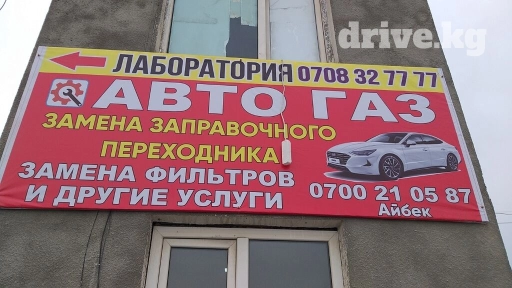 drive.kg
ЛАБОРАТОРИЯ 0708 32 77 77
АВТО ГАЗ
ЗАМЕНА ЗАПРАВОЧНОГО
ПЕРЕХОДНИКА
ЗАМЕНА ФИЛЬТРОВ
И ДРУГИЕ УСЛУГИ
0700 21 05 87
Айбек